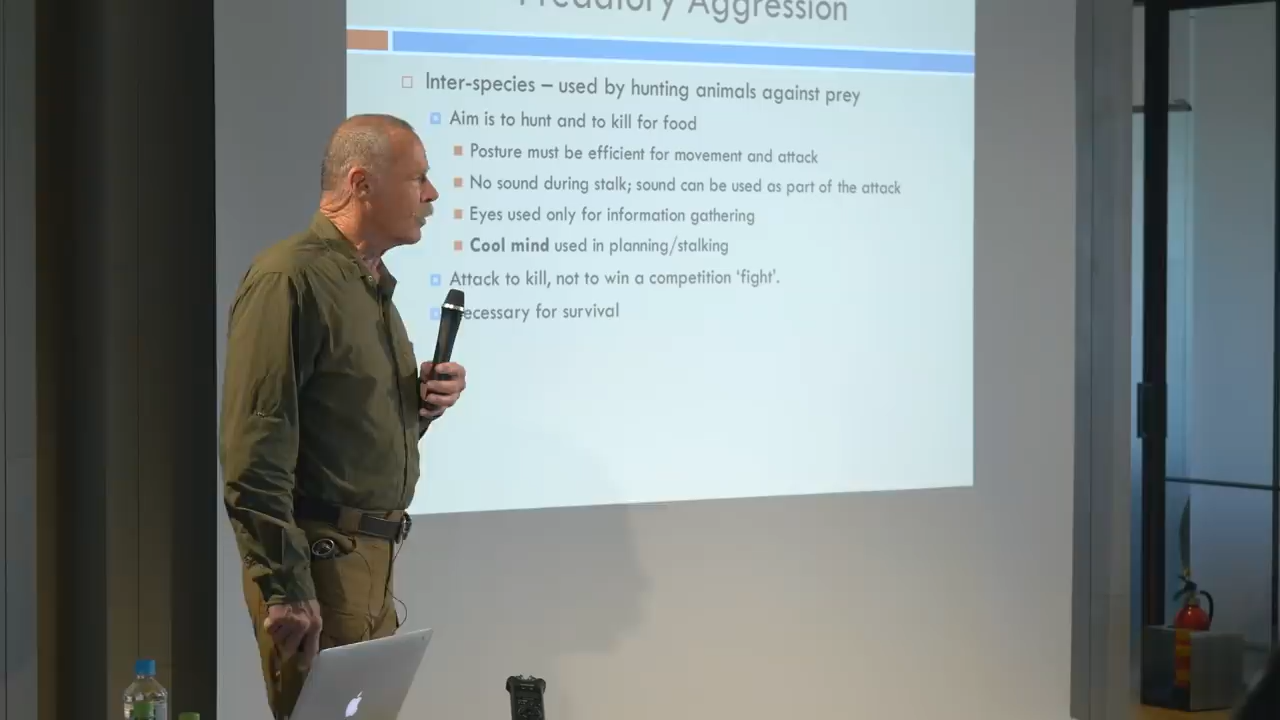 Predatory Aggression
Inter-species – used by hunting animals against prey
Aim is to hunt and to kill for food
Posture must be efficient for movement and attack
No sound during stalk; sound can be used as part of the attack
Eyes used only for information gathering
Cool mind used in planning/stalking
Attack to kill, not to win a competition 'fight'.
ecessary for survival